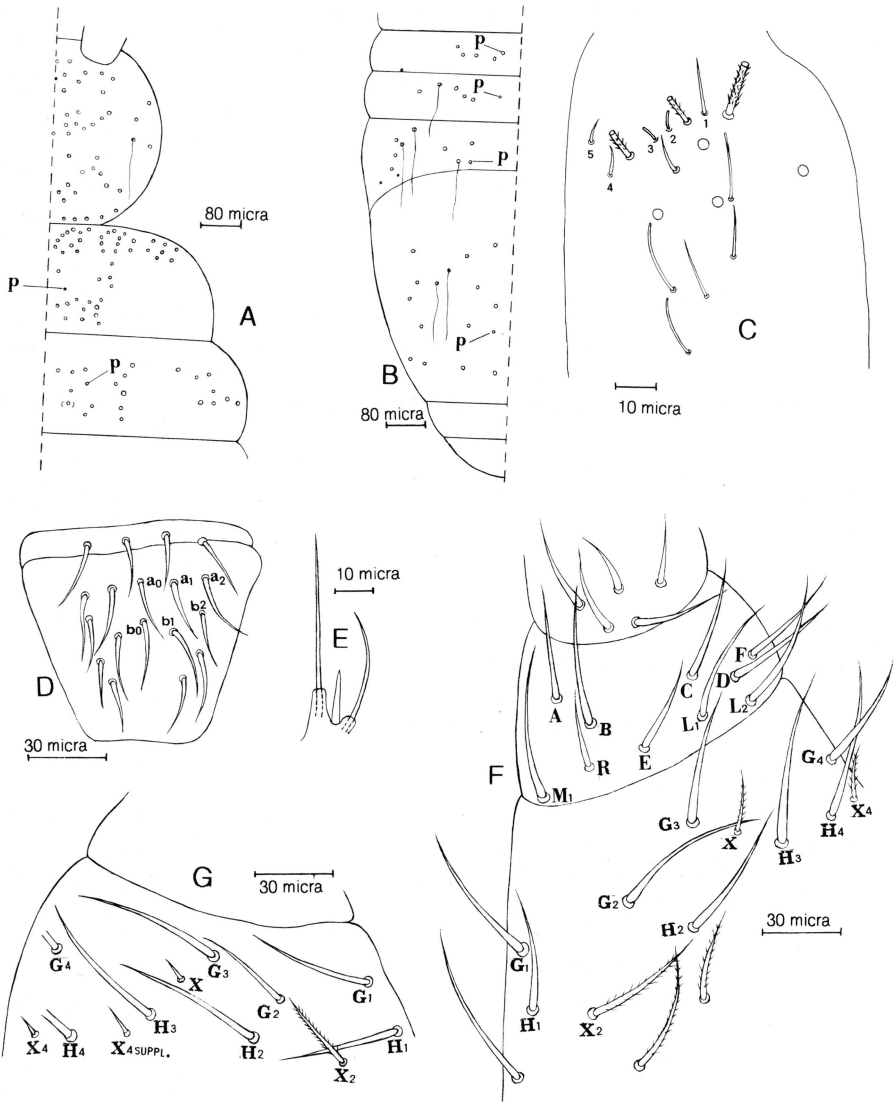 p
80 micra
p
A
p
p
p
p
p
B
80 micra
1
2
3
4
5
C
10 micra
a0 a1 a2
b0 b1 b2
D
30 micra
10 micra
E
A
B
C
D
E
F
L1
L2
M1
R
F
G3
X
H3
G4
H4
X4
G2
H2
30 micra
G1
H1
X2
G
30 micra
G4
G3
X
G2
G1
H3
X4
H4
X4 SUPPL.
H2
X2
H1